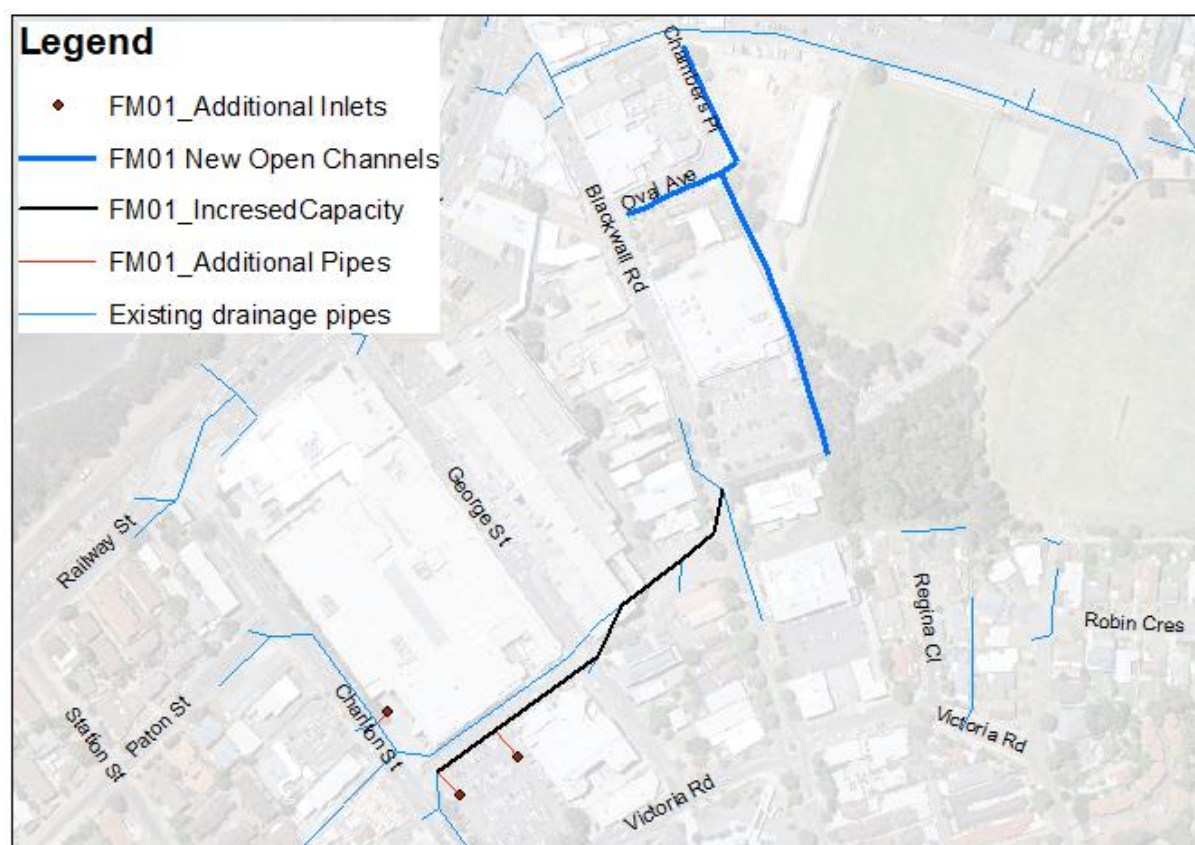 Legend
FM01_Additional Inlets
FM01 New Open Channels
FM01_IncresedCapacity
FM01_Additional Pipes
Existing drainage pipes
Chambers Pl
Oval Ave
Blackwall Rd
George St
Railway St
Regina Cl
Robin Cres
Charlton St
Paton St
Station St
Victoria Rd
Victoria Rd